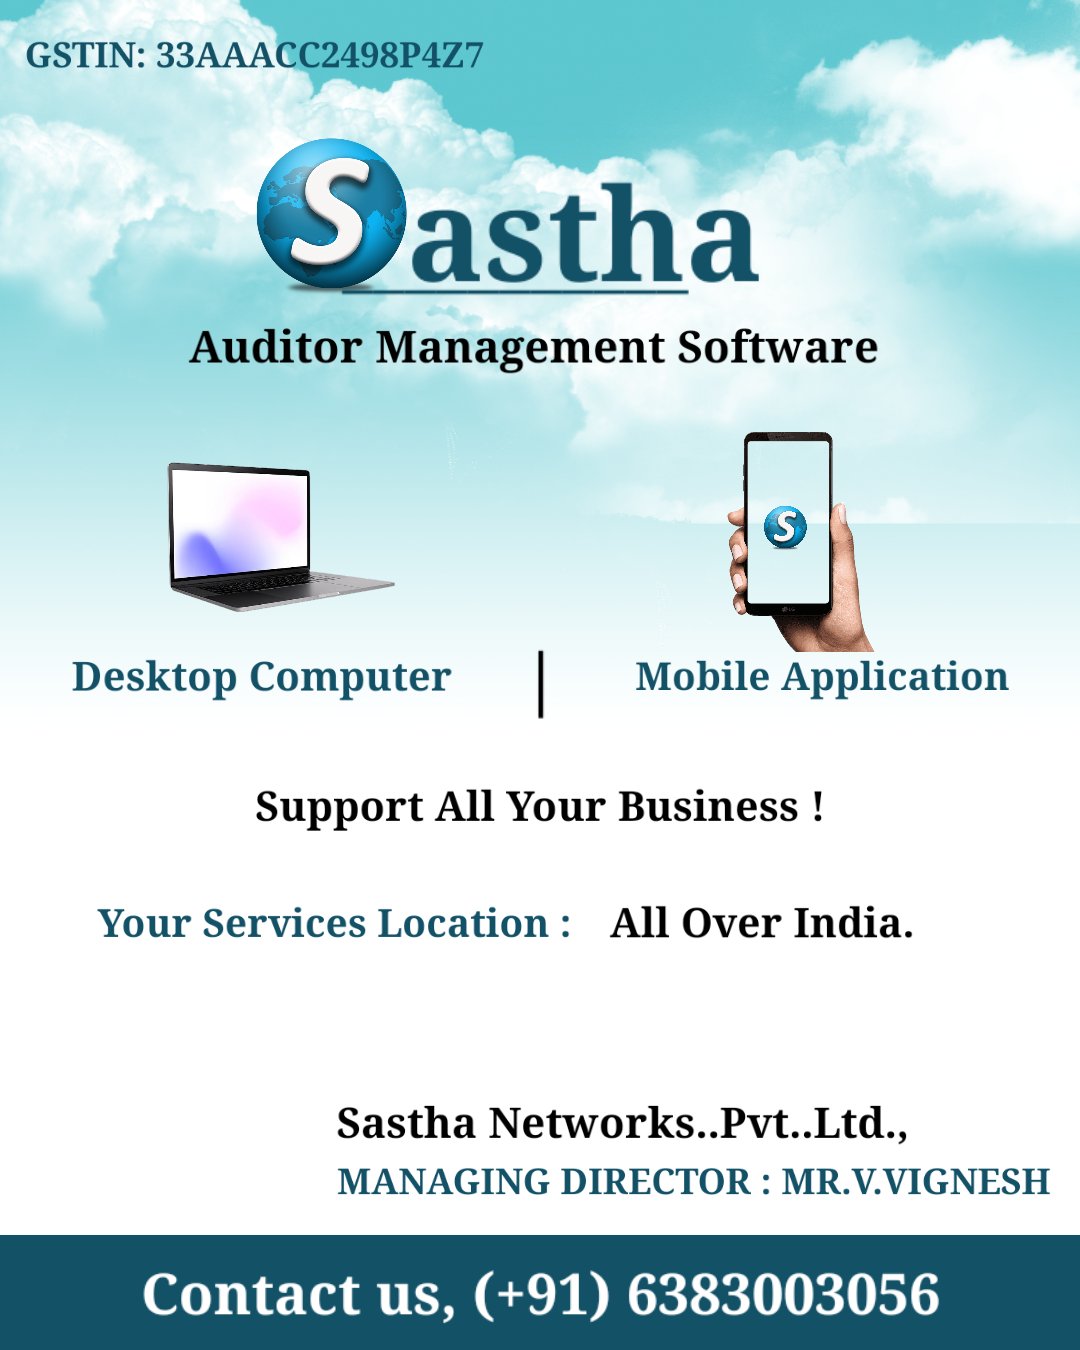 GSTIN: 33AAACC2498P4Z7
Sastha
Auditor Management Software
S
Desktop Computer | Mobile Application
Support All Your Business !
Your Services Location : All Over India.
Sastha Networks..Pvt..Ltd.,
MANAGING DIRECTOR : MR.V.VIGNESH
Contact us, (+91) 6383003056